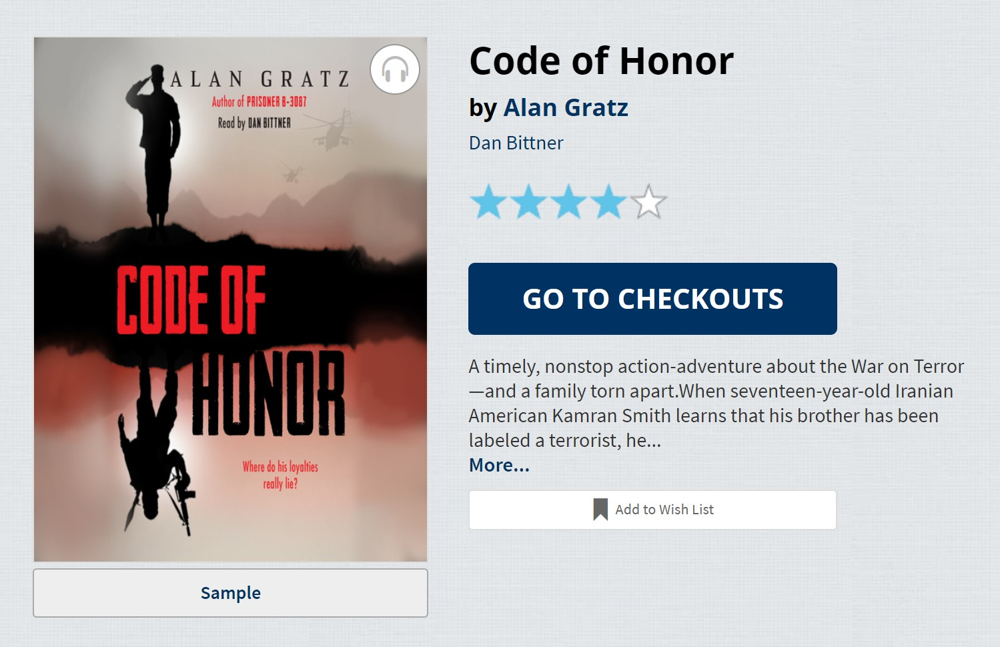 ALAN GRATZ
Author of PRISONER B-3087
Read by DAN BITTNER
CODE OF
HONOR
Where do his loyalties
really lie?
Sample
Code of Honor
by Alan Gratz
Dan Bittner
GO TO CHECKOUTS
A timely, nonstop action-adventure about the War on Terror
—and a family torn apart.When seventeen-year-old Iranian
American Kamran Smith learns that his brother has been
labeled a terrorist, he...
More...
Add to Wish List